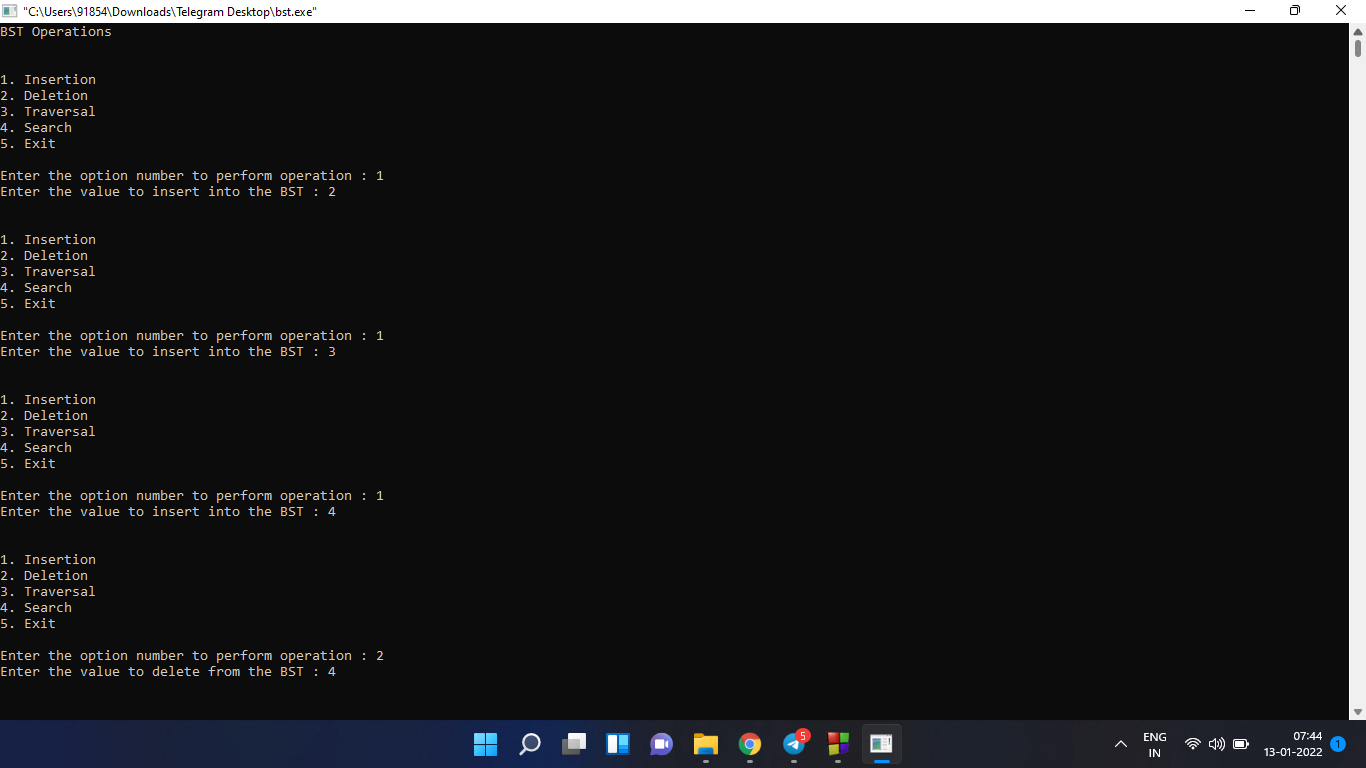 "C:\Users\91854\Downloads\Telegram Desktop\bst.exe"
BST Operations
1. Insertion
2. Deletion
3. Traversal
4. Search
5. Exit
Enter the option number to perform operation : 1
Enter the value to insert into the BST : 2
1. Insertion
2. Deletion
3. Traversal
4. Search
5. Exit
Enter the option number to perform operation : 1
Enter the value to insert into the BST : 3
1. Insertion
2. Deletion
3. Traversal
4. Search
5. Exit
Enter the option number to perform operation : 1
Enter the value to insert into the BST : 4
1. Insertion
2. Deletion
3. Traversal
4. Search
5. Exit
Enter the option number to perform operation : 2
Enter the value to delete from the BST : 4
5
ENG
IN
07:44
13-01-2022
1